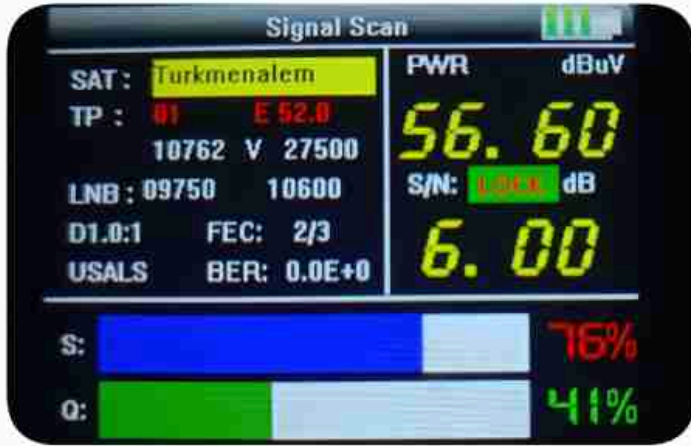 Signal Scan
SAT : Turkmenalem
TP : 01 E 52.0
10762 V 27500
LNB : 09750 10600
D1.0:1 FEC: 2/3
USALS BER: 0.0E+0
PWR dBuV
56.60
S/N: LOCK dB
6.00
S: 76%
Q: 41%